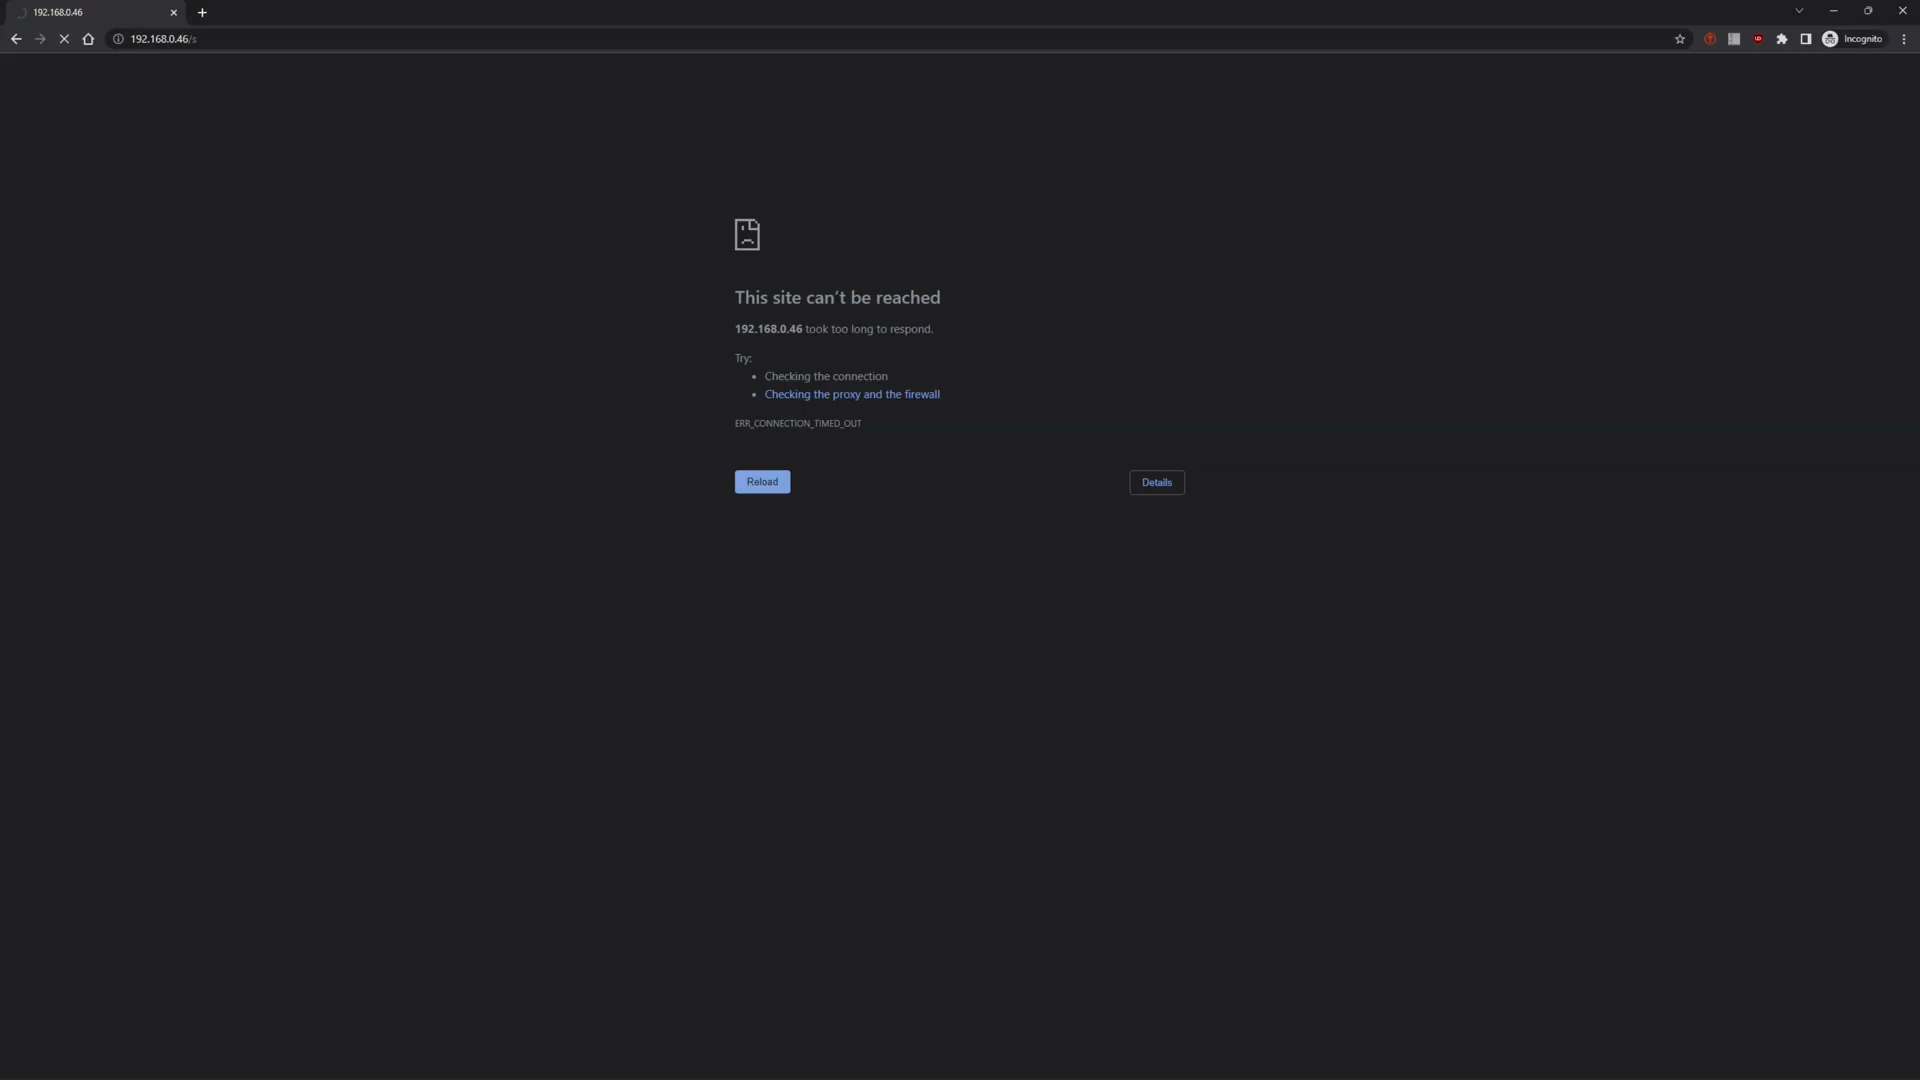 192.168.0.46
192.168.0.46/s
Incognito
This site can't be reached
192.168.0.46 took too long to respond.
Try:
• Checking the connection
• Checking the proxy and the firewall
ERR_CONNECTION_TIMED_OUT
Reload
Details